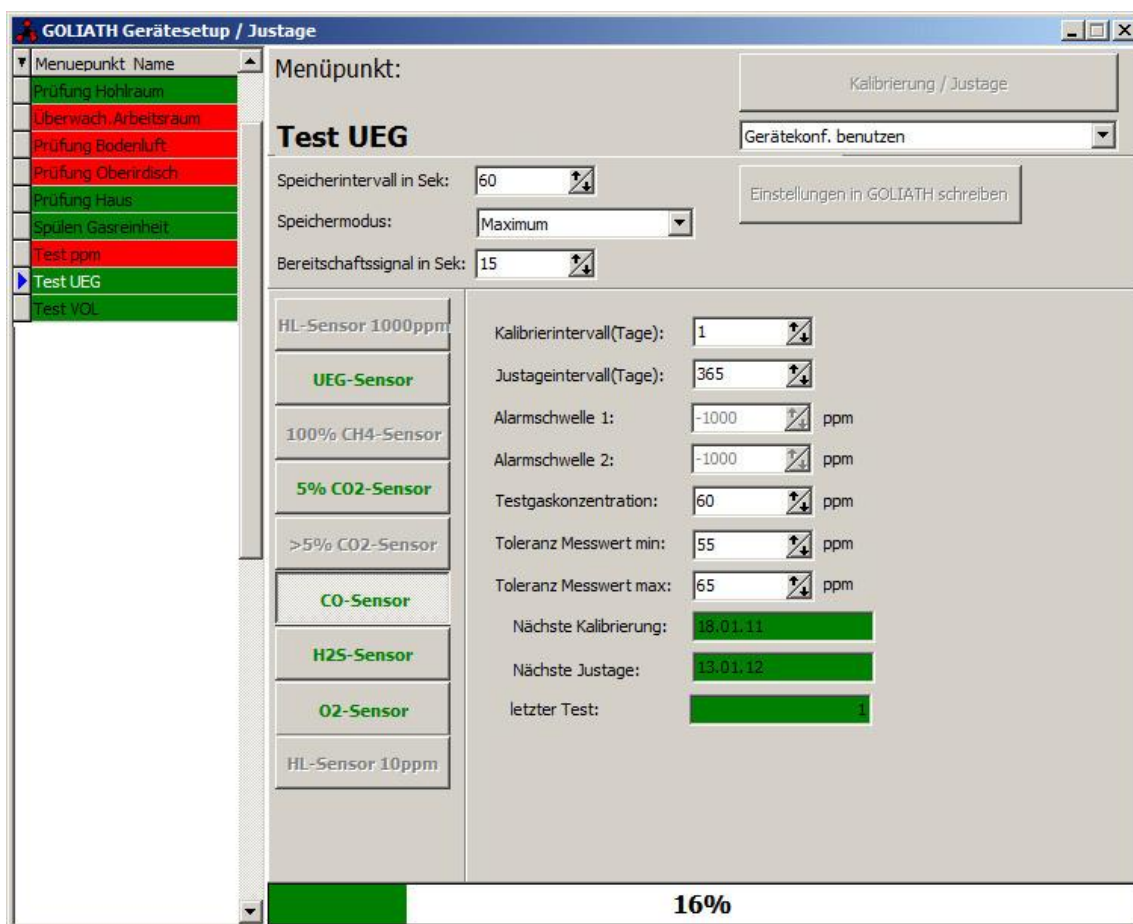 GOLIATH Gerätesetup / Justage
Menuepunkt Name
Prüfung Hohlraum
Überwach.Arbeitsraum
Prüfung Bodenluft
Prüfung Oberirdisch
Prüfung Haus
Spülen Gasreinheit
Test ppm
Test UEG
Test VOL
Menüpunkt:
Kalibrierung / Justage
Test UEG
Gerätekonf. benutzen
Speicherintervall in Sek: 60
Einstellungen in GOLIATH schreiben
Speichermodus: Maximum
Bereitschaftssignal in Sek: 15
HL-Sensor 1000ppm
UEG-Sensor
100% CH4-Sensor
5% CO2-Sensor
>5% CO2-Sensor
CO-Sensor
H2S-Sensor
O2-Sensor
HL-Sensor 10ppm
Kalibrierintervall(Tage): 1
Justageintervall(Tage): 365
Alarmschwelle 1: -1000 ppm
Alarmschwelle 2: -1000 ppm
Testgaskonzentration: 60 ppm
Toleranz Messwert min: 55 ppm
Toleranz Messwert max: 65 ppm
Nächste Kalibrierung: 18.01.11
Nächste Justage: 13.01.12
letzter Test: 1
16%